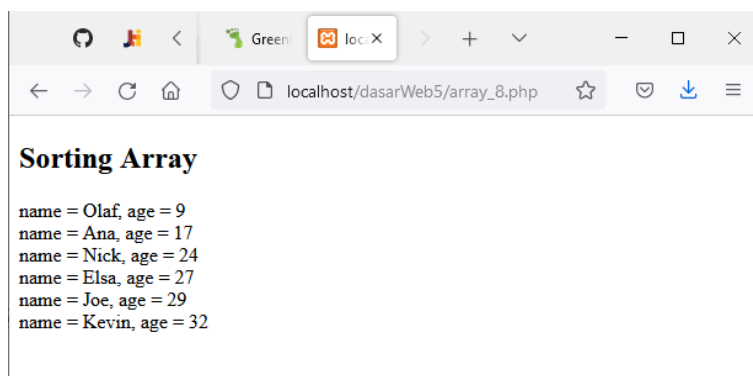 Green
loc
localhost/dasarWeb5/array_8.php
Sorting Array
name = Olaf, age = 9
name = Ana, age = 17
name = Nick, age = 24
name = Elsa, age = 27
name = Joe, age = 29
name = Kevin, age = 32